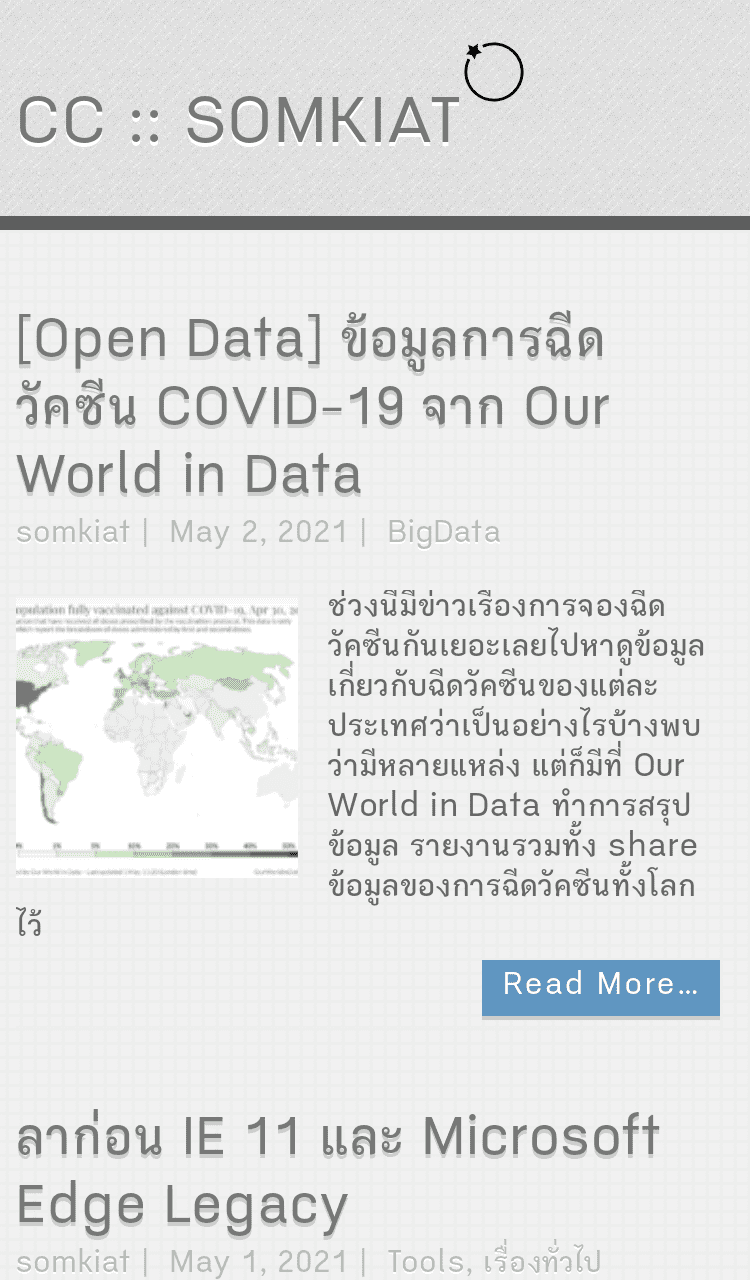 CC :: SOMKIAT
[Open Data] ข้อมูลการฉีด
วัคซีน COVID-19 จาก Our
World in Data
somkiat | May 2, 2021 | BigData
opulation fully vaccinated against COVID-19, Apr 30, 20
ช่วงนี้มีข่าวเรื่องการจองฉีด
วัคซีนกันเยอะเลยไปหาดูข้อมูล
เกี่ยวกับฉีดวัคซีนของแต่ละ
ประเทศว่าเป็นอย่างไรบ้างพบ
ว่ามีหลายแหล่ง แต่ก็มีที่ Our
World in Data ทำการสรุป
ข้อมูล รายงานรวมทั้ง share
ข้อมูลของการฉีดวัคซีนทั้งโลก
ไว้
Read More…
ลาก่อน IE 11 และ Microsoft
Edge Legacy
somkiat | May 1, 2021 | Tools, เรื่องทั่วไป